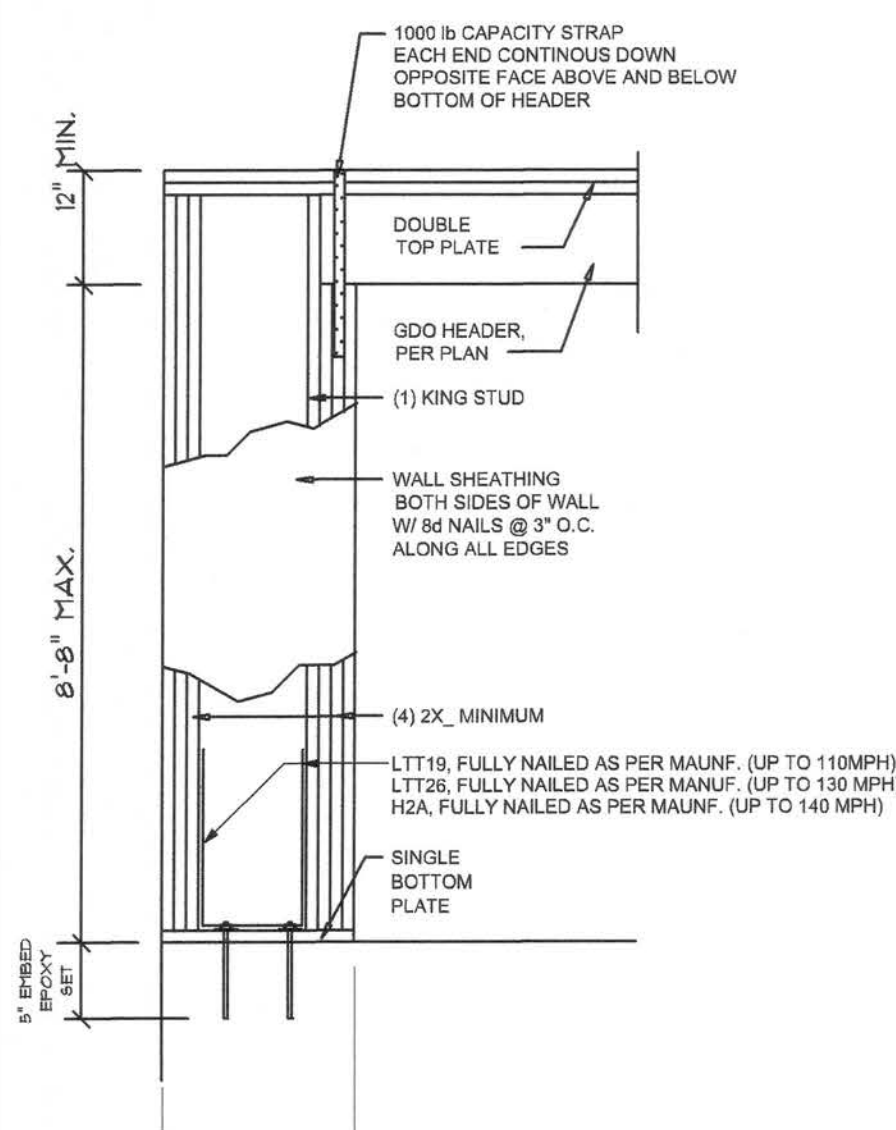 1000 lb CAPACITY STRAP
EACH END CONTINOUS DOWN
OPPOSITE FACE ABOVE AND BELOW
BOTTOM OF HEADER
12" MIN.
DOUBLE
TOP PLATE
GDO HEADER,
PER PLAN
(1) KING STUD
WALL SHEATHING
BOTH SIDES OF WALL
W/ 8d NAILS @ 3" O.C.
ALONG ALL EDGES
8'-8" MAX.
(4) 2X_ MINIMUM
LTT19, FULLY NAILED AS PER MAUNF. (UP TO 110MPH)
LTT26, FULLY NAILED AS PER MANUF. (UP TO 130 MPH
H2A, FULLY NAILED AS PER MAUNF. (UP TO 140 MPH)
SINGLE
BOTTOM
PLATE
5" EMBED
EPOXY
SET